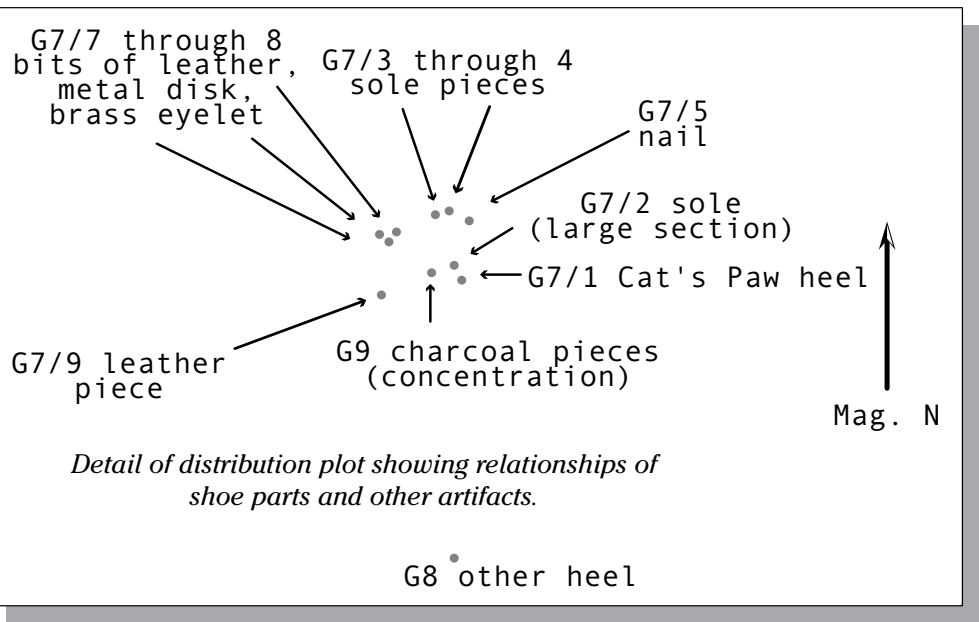 G7/7 through 8
bits of leather,
metal disk,
brass eyelet
G7/3 through 4
sole pieces
G7/5
nail
G7/2 sole
(large section)
G7/1 Cat's Paw heel
G9 charcoal pieces
(concentration)
G7/9 leather
piece
Mag. N
Detail of distribution plot showing relationships of
shoe parts and other artifacts.
G8 other heel